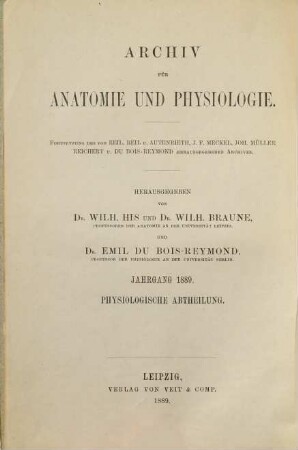 ARCHIV
FÜR
ANATOMIE UND PHYSIOLOGIE.
FORTSETZUNG DES VON REIL, REIL U. AUTENRIETH, J. F. MECKEL, JOH. MÜLLER,
REICHERT U. DU BOIS-REYMOND HERAUSGEGEBENEN ARCHIVES.
HERAUSGEGEBEN
VON
DR. WILH. HIS UND DR. WILH. BRAUNE,
PROFESSOREN DER ANATOMIE AN DER UNIVERSITÄT LEIPZIG,
UND
DR. EMIL DU BOIS-REYMOND,
PROFESSOR DER PHYSIOLOGIE AN DER UNIVERSITÄT BERLIN.
JAHRGANG 1889.
PHYSIOLOGISCHE ABTHEILUNG.
LEIPZIG,
VERLAG VON VEIT & COMP.
1889.